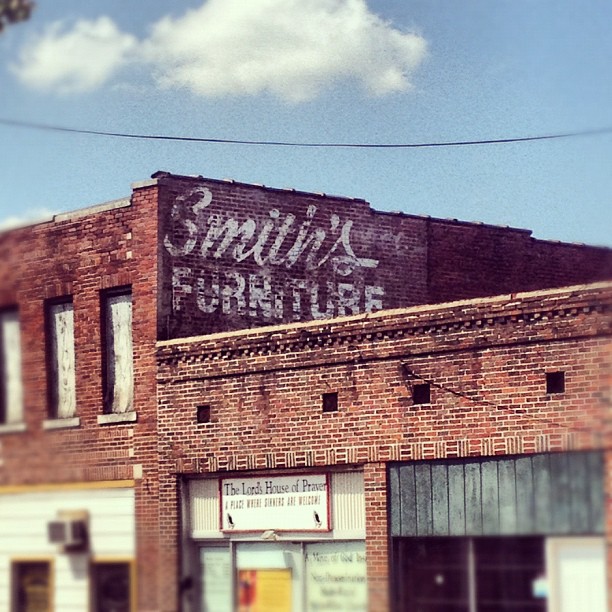 Smith's
FURNITURE
The Lord's House of Prayer
A PLACE WHERE SINNERS ARE WELCOME